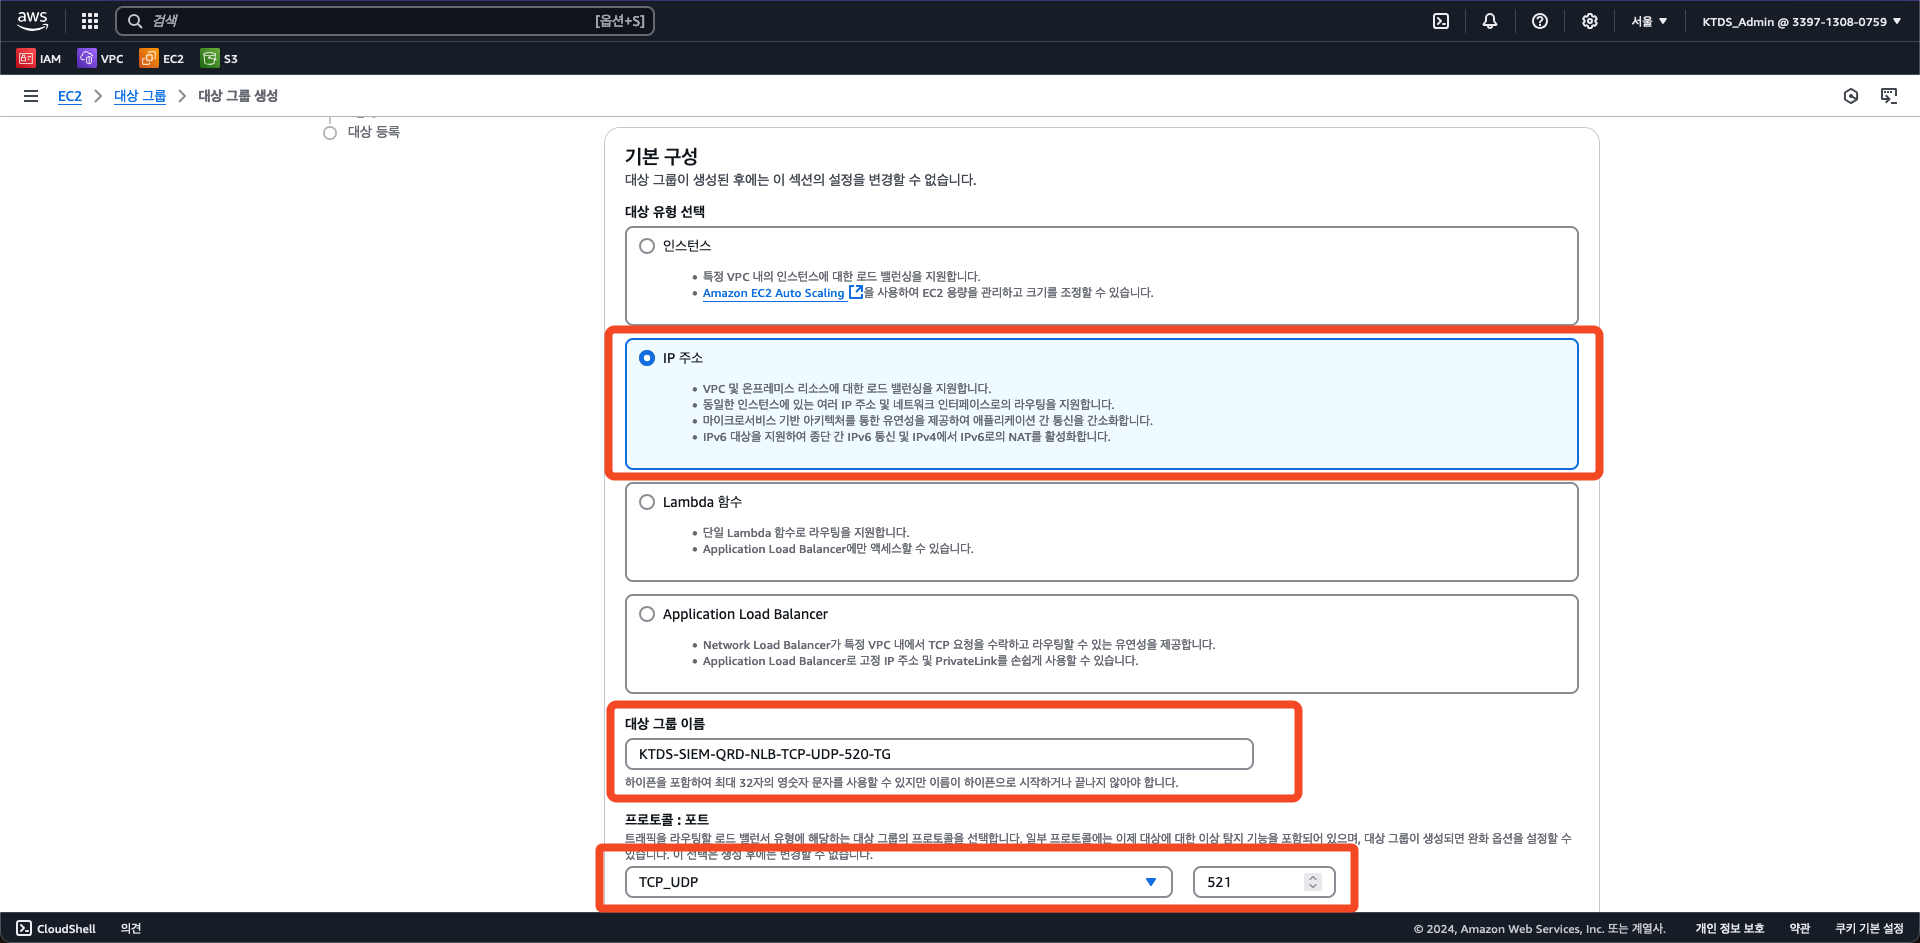 aws
검색
[옵션+S]
서울
KTDS_Admin @ 3397-1308-0759
IAM
VPC
EC2
S3
EC2
대상 그룹
대상 그룹 생성
대상 등록
기본 구성
대상 그룹이 생성된 후에는 이 섹션의 설정을 변경할 수 없습니다.
대상 유형 선택
인스턴스
• 특정 VPC 내의 인스턴스에 대한 로드 밸런싱을 지원합니다.
• Amazon EC2 Auto Scaling 을 사용하여 EC2 용량을 관리하고 크기를 조정할 수 있습니다.
IP 주소
• VPC 및 온프레미스 리소스에 대한 로드 밸런싱을 지원합니다.
• 동일한 인스턴스에 있는 여러 IP 주소 및 네트워크 인터페이스로의 라우팅을 지원합니다.
• 마이크로서비스 기반 아키텍처를 통한 유연성을 제공하여 애플리케이션 간 통신을 간소화합니다.
• IPv6 대상을 지원하여 종단 간 IPv6 통신 및 IPv4에서 IPv6로의 NAT를 활성화합니다.
Lambda 함수
• 단일 Lambda 함수로 라우팅을 지원합니다.
• Application Load Balancer에만 액세스할 수 있습니다.
Application Load Balancer
• Network Load Balancer가 특정 VPC 내에서 TCP 요청을 수락하고 라우팅할 수 있는 유연성을 제공합니다.
• Application Load Balancer로 고정 IP 주소 및 PrivateLink를 손쉽게 사용할 수 있습니다.
대상 그룹 이름
KTDS-SIEM-QRD-NLB-TCP-UDP-520-TG
하이픈을 포함하여 최대 32자의 영숫자 문자를 사용할 수 있지만 이름이 하이픈으로 시작하거나 끝나지 않아야 합니다.
프로토콜 : 포트
트래픽을 라우팅할 로드 밸런서 유형에 해당하는 대상 그룹의 프로토콜을 선택합니다. 일부 프로토콜에는 이제 대상에 대한 이상 탐지 기능을 포함되어 있으며, 대상 그룹이 생성되면 완화 옵션을 설정할 수
있습니다. 이 선택은 생성 후에는 변경할 수 없습니다.
TCP_UDP
521
CloudShell
의견
© 2024, Amazon Web Services, Inc. 또는 계열사.
개인 정보 보호
약관
쿠키 기본 설정